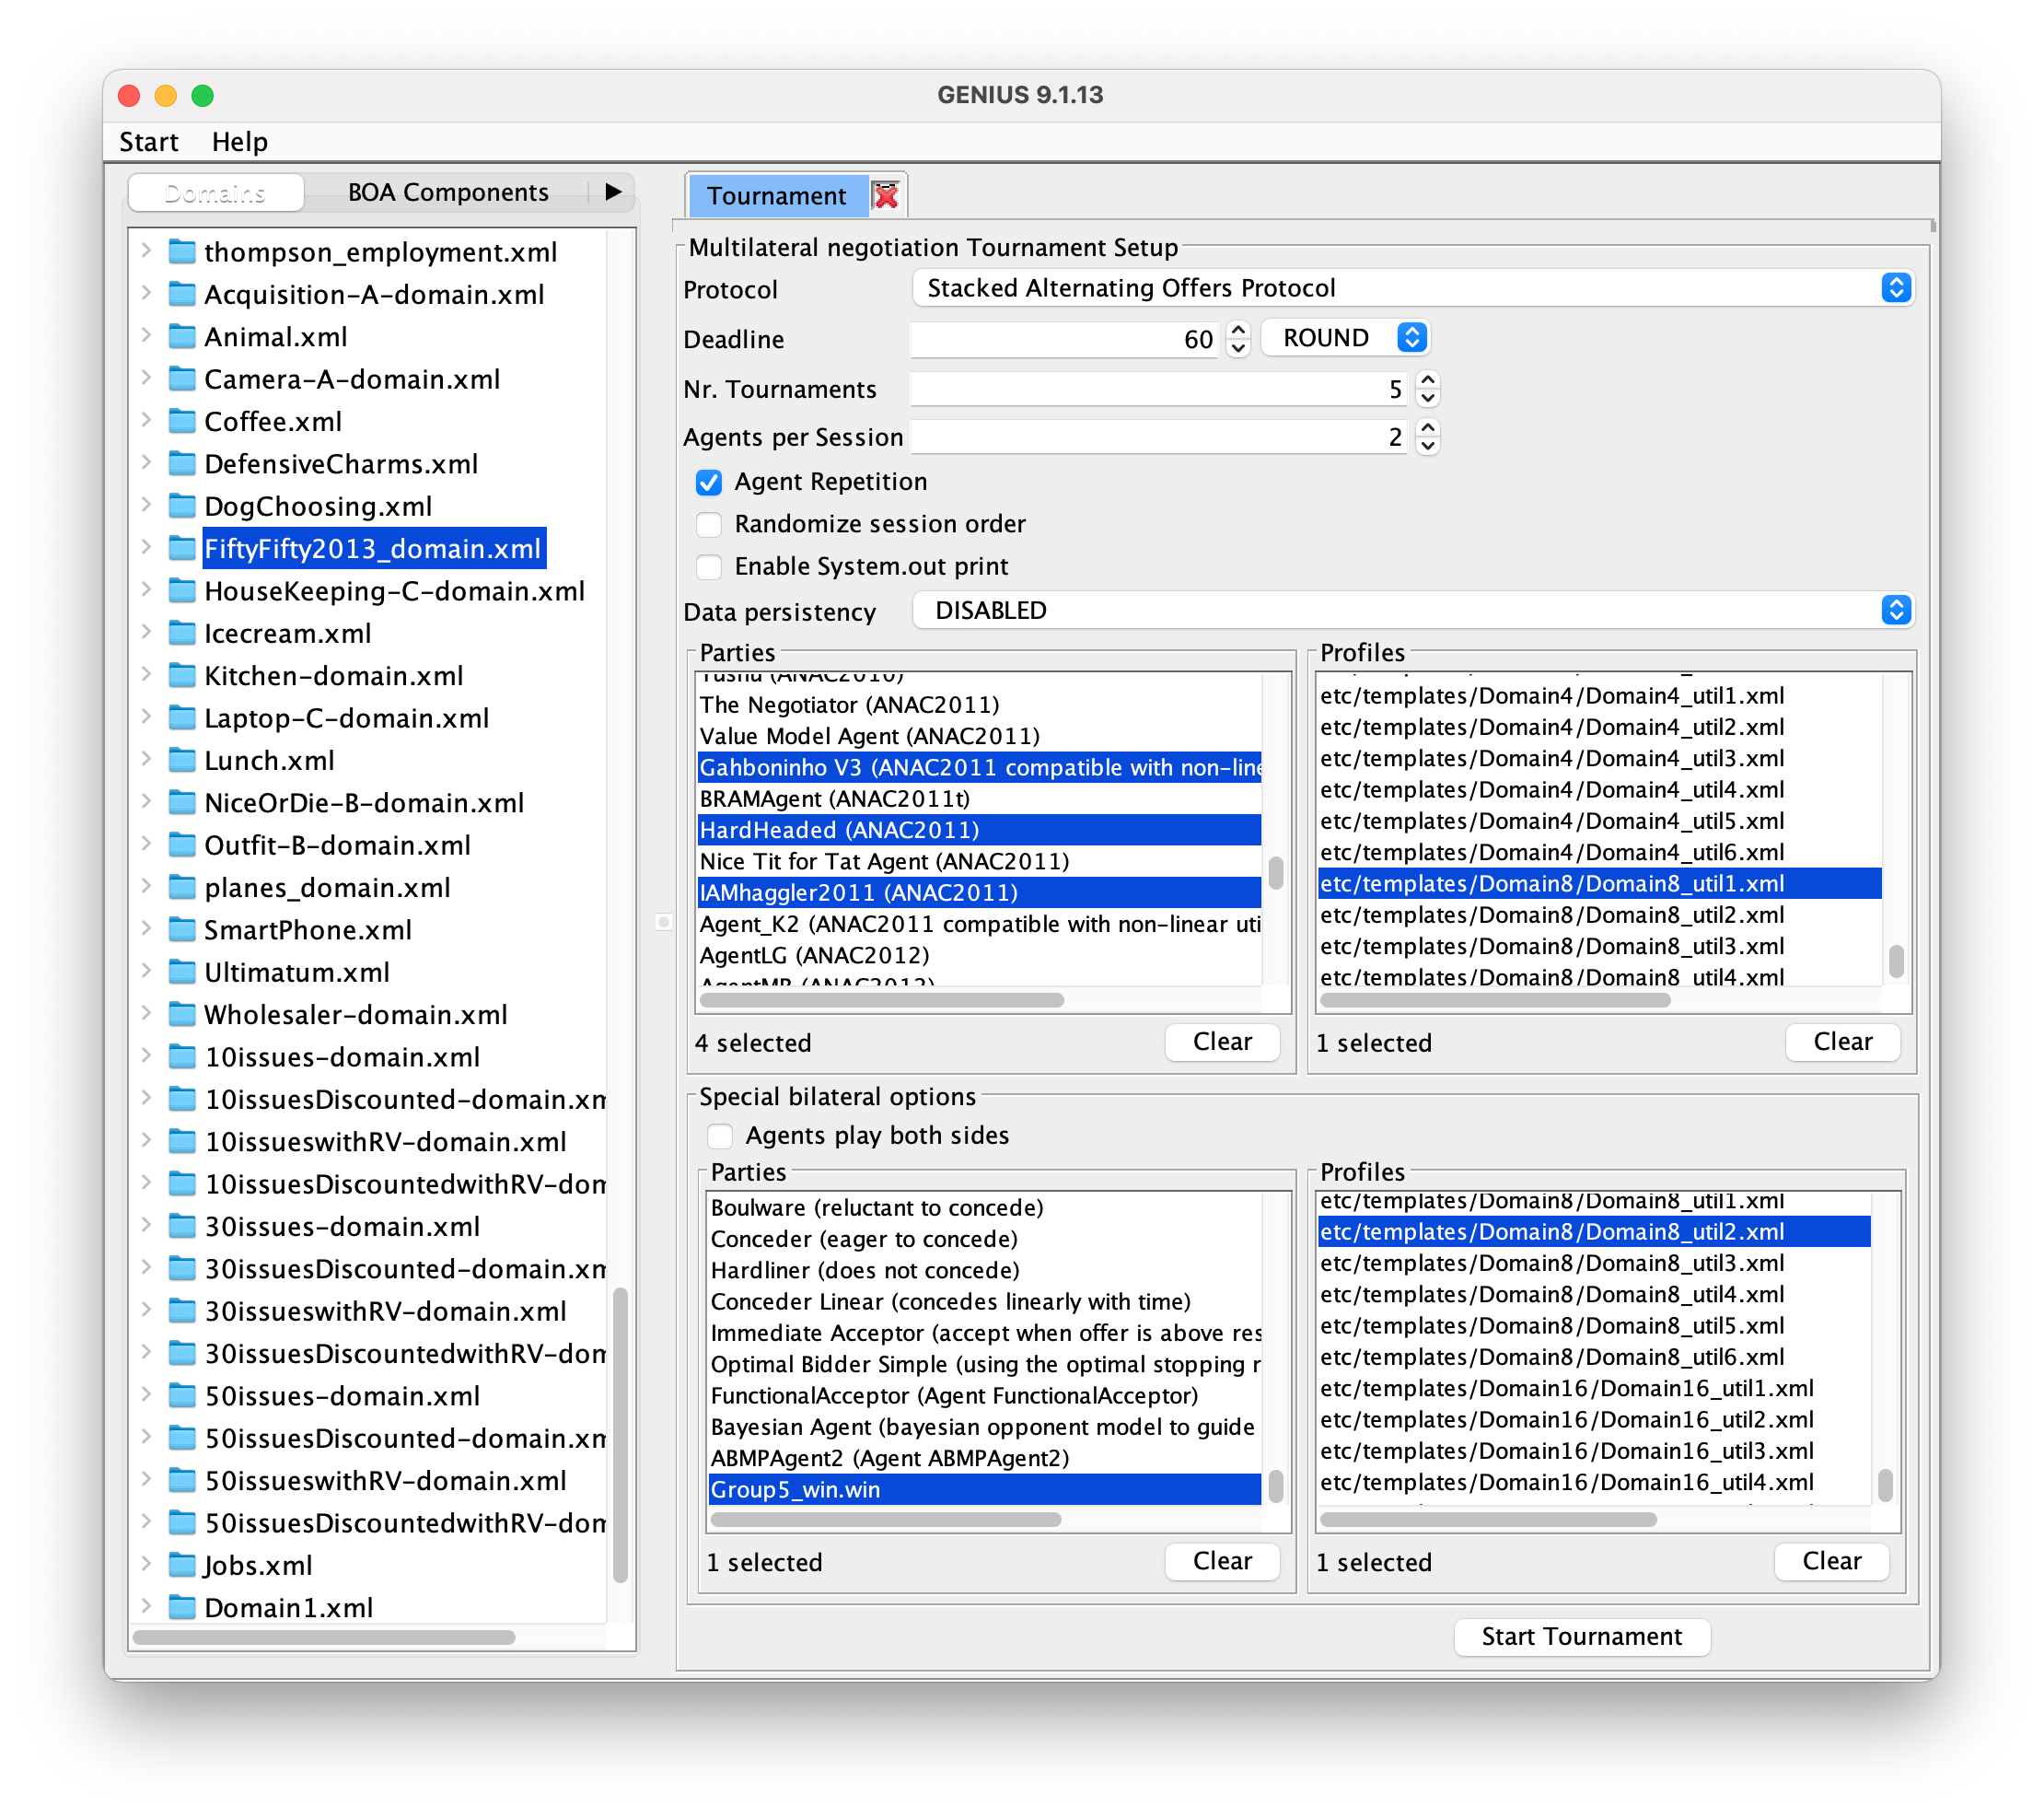 GENIUS 9.1.13
Start Help
Domains BOA Components
thompson_employment.xml
Acquisition-A-domain.xml
Animal.xml
Camera-A-domain.xml
Coffee.xml
DefensiveCharms.xml
DogChoosing.xml
FiftyFifty2013_domain.xml
HouseKeeping-C-domain.xml
Icecream.xml
Kitchen-domain.xml
Laptop-C-domain.xml
Lunch.xml
NiceOrDie-B-domain.xml
Outfit-B-domain.xml
planes_domain.xml
SmartPhone.xml
Ultimatum.xml
Wholesaler-domain.xml
10issues-domain.xml
10issuesDiscounted-domain.xm
10issueswithRV-domain.xml
10issuesDiscountedwithRV-dom
30issues-domain.xml
30issuesDiscounted-domain.xm
30issueswithRV-domain.xml
30issuesDiscountedwithRV-dom
50issues-domain.xml
50issuesDiscounted-domain.xm
50issueswithRV-domain.xml
50issuesDiscountedwithRV-dom
Jobs.xml
Domain1.xml
Tournament
Multilateral negotiation Tournament Setup
Protocol Stacked Alternating Offers Protocol
Deadline 60 ROUND
Nr. Tournaments 5
Agents per Session 2
Agent Repetition
Randomize session order
Enable System.out print
Data persistency DISABLED
Parties
Yushu (ANAC2010)
The Negotiator (ANAC2011)
Value Model Agent (ANAC2011)
Gahboninho V3 (ANAC2011 compatible with non-line
BRAMAgent (ANAC2011t)
HardHeaded (ANAC2011)
Nice Tit for Tat Agent (ANAC2011)
IAMhaggler2011 (ANAC2011)
Agent_K2 (ANAC2011 compatible with non-linear uti
AgentLG (ANAC2012)
AgentMR (ANAC2012)
4 selected Clear
Profiles
etc/templates/Domain4/Domain4_util1.xml
etc/templates/Domain4/Domain4_util2.xml
etc/templates/Domain4/Domain4_util3.xml
etc/templates/Domain4/Domain4_util4.xml
etc/templates/Domain4/Domain4_util5.xml
etc/templates/Domain4/Domain4_util6.xml
etc/templates/Domain8/Domain8_util1.xml
etc/templates/Domain8/Domain8_util2.xml
etc/templates/Domain8/Domain8_util3.xml
etc/templates/Domain8/Domain8_util4.xml
1 selected Clear
Special bilateral options
Agents play both sides
Parties
Boulware (reluctant to concede)
Conceder (eager to concede)
Hardliner (does not concede)
Conceder Linear (concedes linearly with time)
Immediate Acceptor (accept when offer is above res
Optimal Bidder Simple (using the optimal stopping r
FunctionalAcceptor (Agent FunctionalAcceptor)
Bayesian Agent (bayesian opponent model to guide
ABMPAgent2 (Agent ABMPAgent2)
Group5_win.win
1 selected Clear
Profiles
etc/templates/Domain8/Domain8_util1.xml
etc/templates/Domain8/Domain8_util2.xml
etc/templates/Domain8/Domain8_util3.xml
etc/templates/Domain8/Domain8_util4.xml
etc/templates/Domain8/Domain8_util5.xml
etc/templates/Domain8/Domain8_util6.xml
etc/templates/Domain16/Domain16_util1.xml
etc/templates/Domain16/Domain16_util2.xml
etc/templates/Domain16/Domain16_util3.xml
etc/templates/Domain16/Domain16_util4.xml
1 selected Clear
Start Tournament